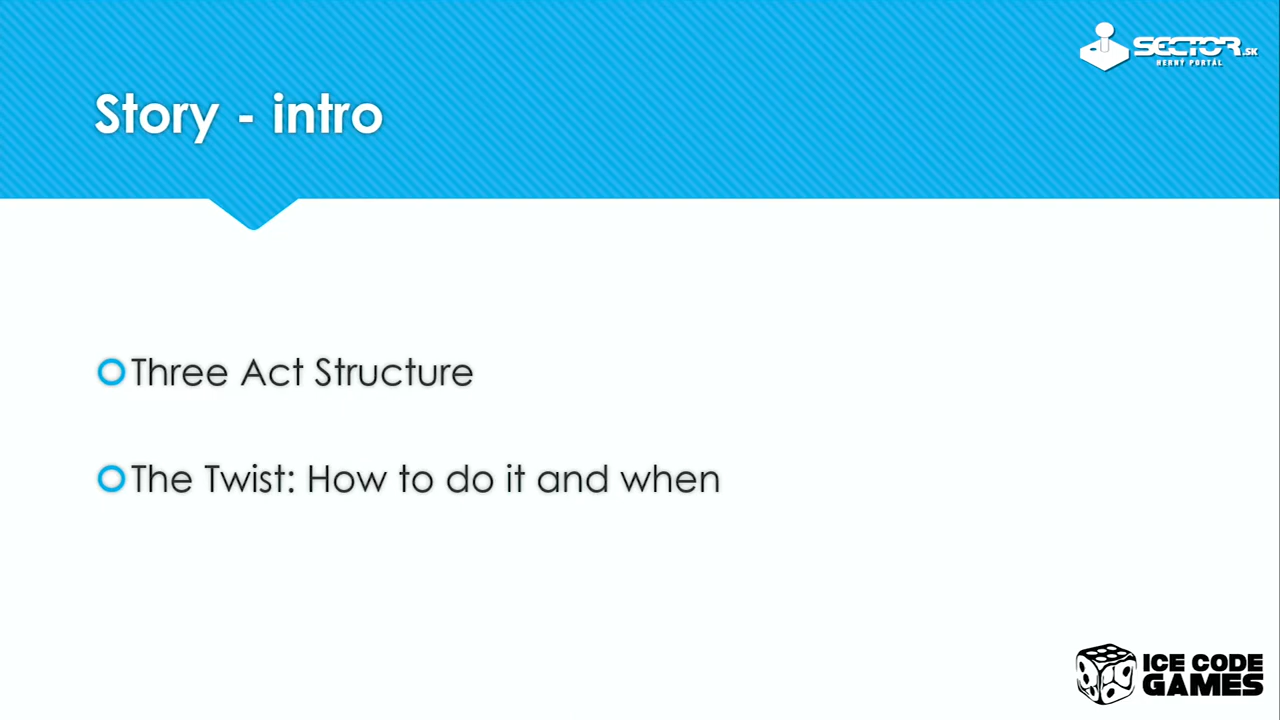 SECTOR.SK
HERNÝ PORTÁL
Story - intro
Three Act Structure
The Twist: How to do it and when
ICE CODE
GAMES